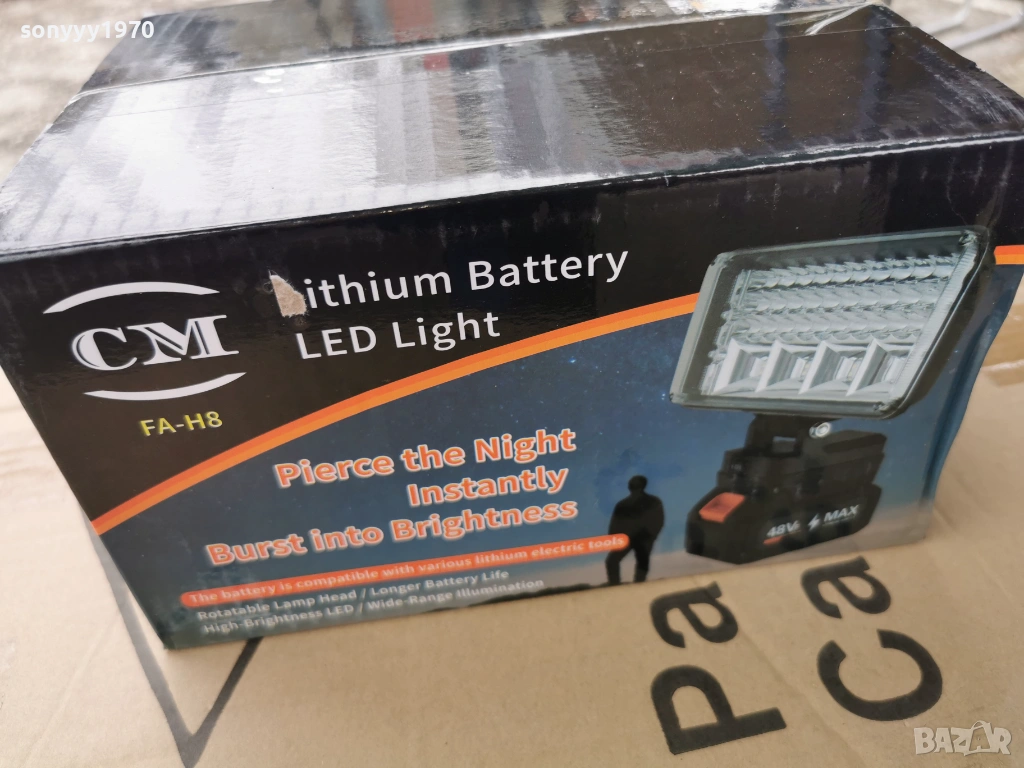 sonyyy1970
CM
FA-H8
ithium Battery
LED Light
Pierce the Night
Instantly
Burst into Brightness
The battery is compatible with various lithium electric tools
Rotatable Lamp Head / Longer Battery Life
High-Brightness LED / Wide-Range Illumination
48V MAX
Pa
Ca
BAZAR